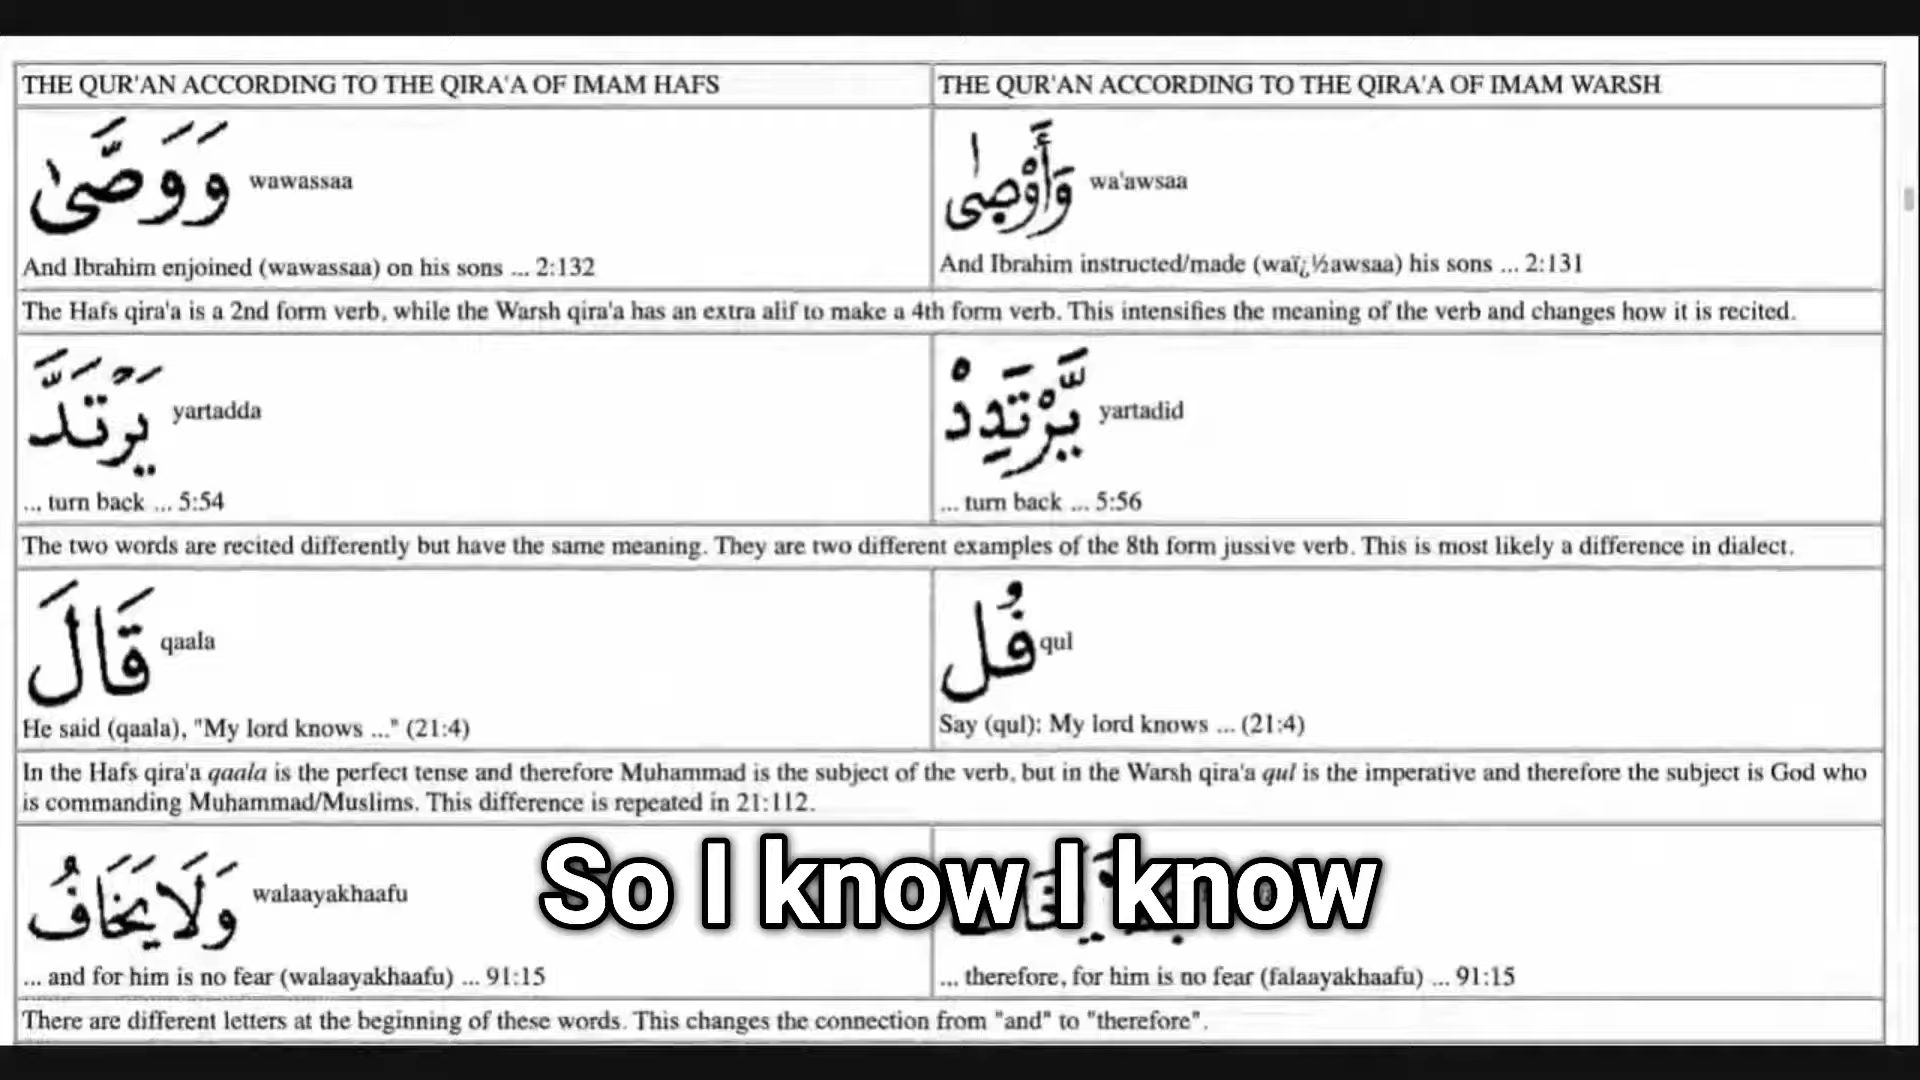 THE QUR'AN ACCORDING TO THE QIRA'A OF IMAM HAFS
THE QUR'AN ACCORDING TO THE QIRA'A OF IMAM WARSH
وَوَصَّىٰ wawassaa
وَأَوْصٜىٰ wa'awsaa
And Ibrahim enjoined (wawassaa) on his sons ... 2:132
And Ibrahim instructed/made (waï¿½awsaa) his sons ... 2:131
The Hafs qira'a is a 2nd form verb, while the Warsh qira'a has an extra alif to make a 4th form verb. This intensifies the meaning of the verb and changes how it is recited.
يَرْتَدَّ yartadda
يَّرْتَدِدْ yartadid
... turn back ... 5:54
... turn back ... 5:56
The two words are recited differently but have the same meaning. They are two different examples of the 8th form jussive verb. This is most likely a difference in dialect.
قَالَ qaala
فُل qul
He said (qaala), "My lord knows ..." (21:4)
Say (qul): My lord knows ... (21:4)
In the Hafs qira'a qaala is the perfect tense and therefore Muhammad is the subject of the verb, but in the Warsh qira'a qul is the imperative and therefore the subject is God who
is commanding Muhammad/Muslims. This difference is repeated in 21:112.
وَلَا يَخَافُ walaayakhaafu
So I know I know
... and for him is no fear (walaayakhaafu) ... 91:15
... therefore, for him is no fear (falaayakhaafu) ... 91:15
There are different letters at the beginning of these words. This changes the connection from "and" to "therefore".